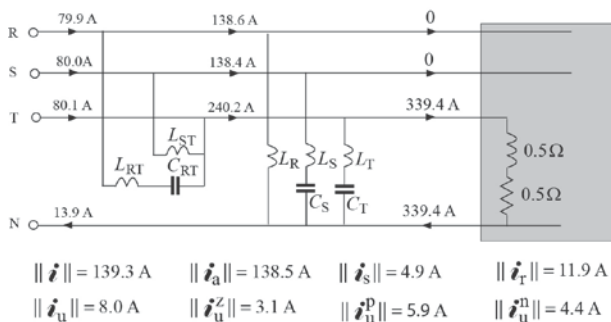 79.9 A 138.6 A 0
R
80.0A 138.4 A 0
S
80.1 A 240.2 A 339.4 A
T
L_ST
L_RT C_RT L_R L_S L_T 0.5Ω
C_S C_T 0.5Ω
13.9 A 339.4 A
N
|| i || = 139.3 A || i_a || = 138.5 A || i_s || = 4.9 A || i_r || = 11.9 A
|| i_u || = 8.0 A || i_u^z || = 3.1 A || i_u^p || = 5.9 A || i_u^n || = 4.4 A